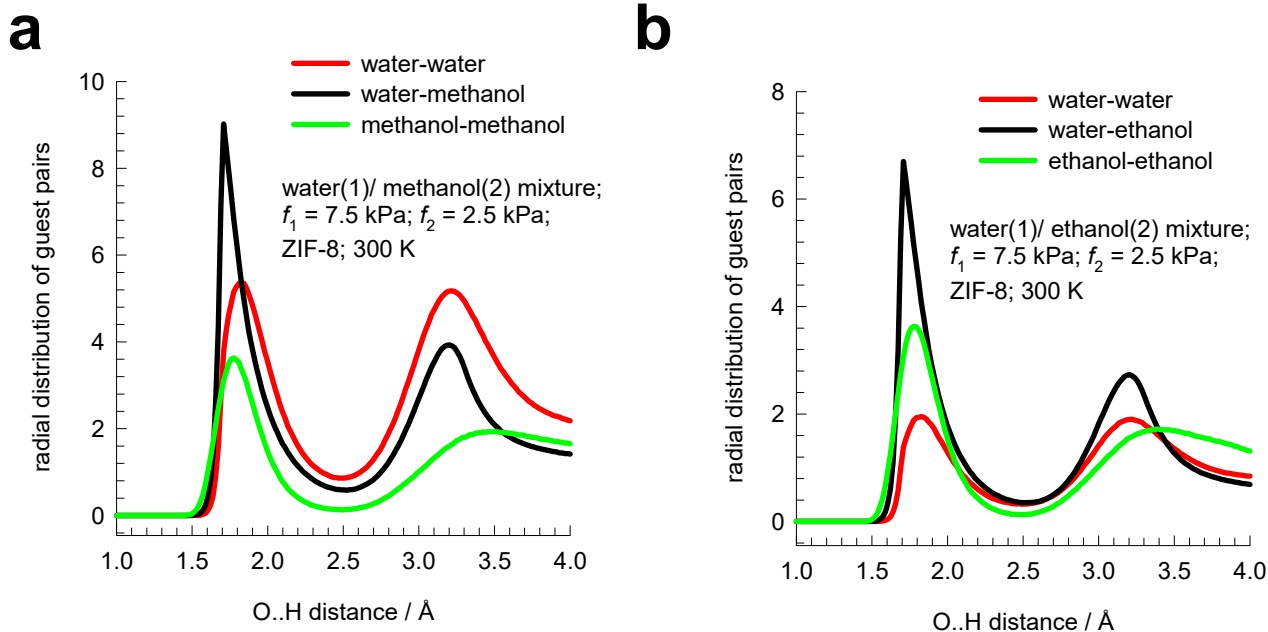 a
water-water
water-methanol
methanol-methanol
water(1)/ methanol(2) mixture;
f1 = 7.5 kPa; f2 = 2.5 kPa;
ZIF-8; 300 K
radial distribution of guest pairs
10
8
6
4
2
0
1.0 1.5 2.0 2.5 3.0 3.5 4.0
O..H distance / Å
b
water-water
water-ethanol
ethanol-ethanol
water(1)/ ethanol(2) mixture;
f1 = 7.5 kPa; f2 = 2.5 kPa;
ZIF-8; 300 K
radial distribution of guest pairs
8
6
4
2
0
1.0 1.5 2.0 2.5 3.0 3.5 4.0
O..H distance / Å